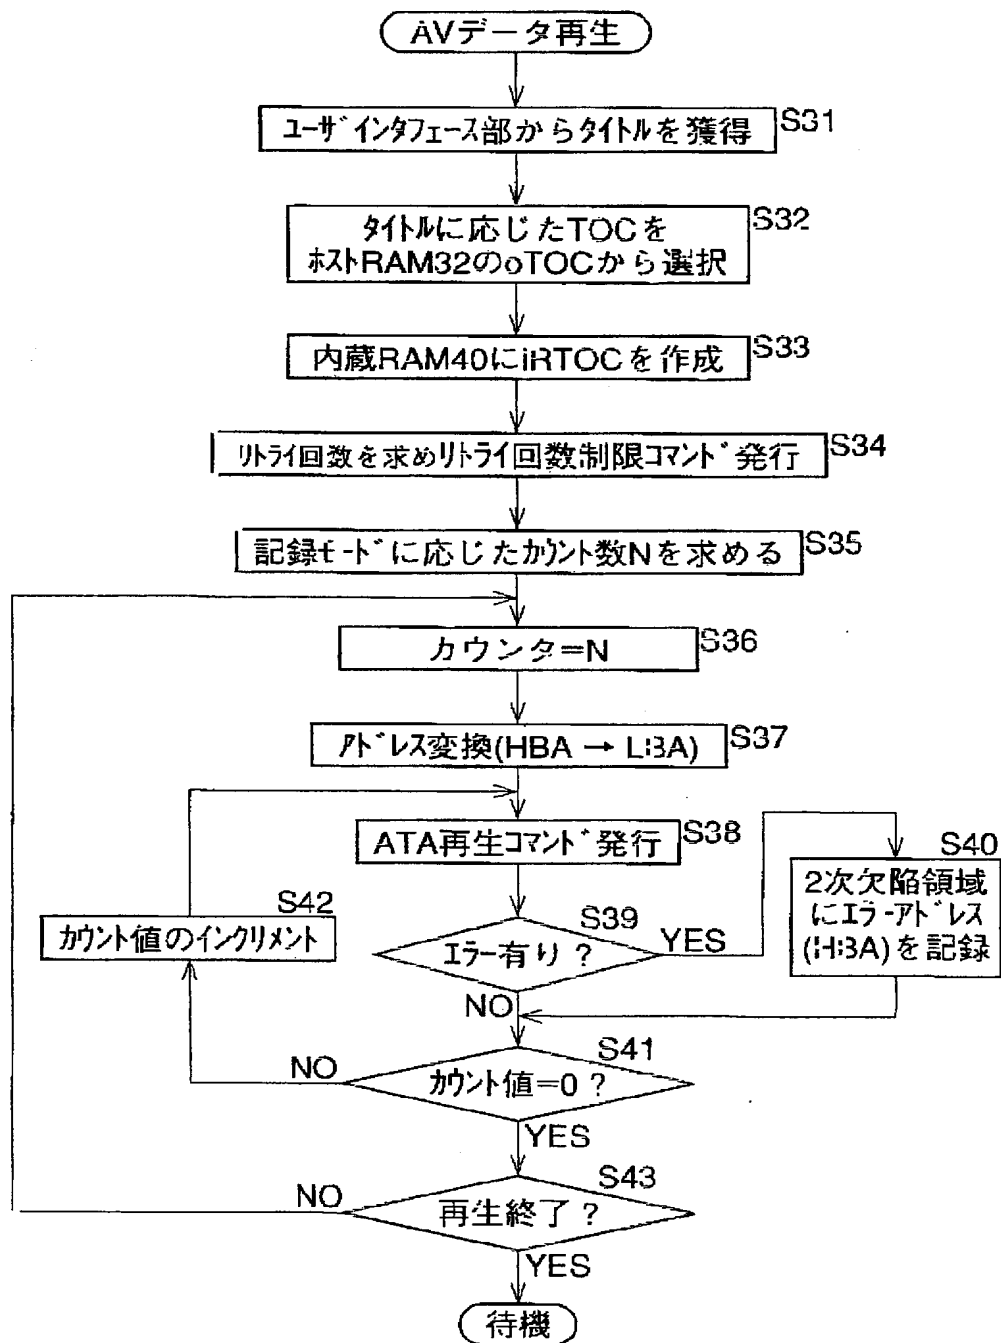 AVデータ再生
ユーザインタフェース部からタイトルを獲得
S31
タイトルに応じたTOCを
ホストRAM32のoTOCから選択
S32
内蔵RAM40にiRTOCを作成
S33
リトライ回数を求めリトライ回数制限コマンド発行
S34
記録モードに応じたカウント数Nを求める
S35
カウンタ=N
S36
アドレス変換(HBA → LBA)
S37
ATA再生コマンド発行
S38
S40
2次欠陥領域
にエラーアドレス
(HBA)を記録
S42
カウント値のインクリメント
S39
エラー有り?
YES
NO
S41
カウント値=0?
NO
YES
S43
再生終了?
NO
YES
待機